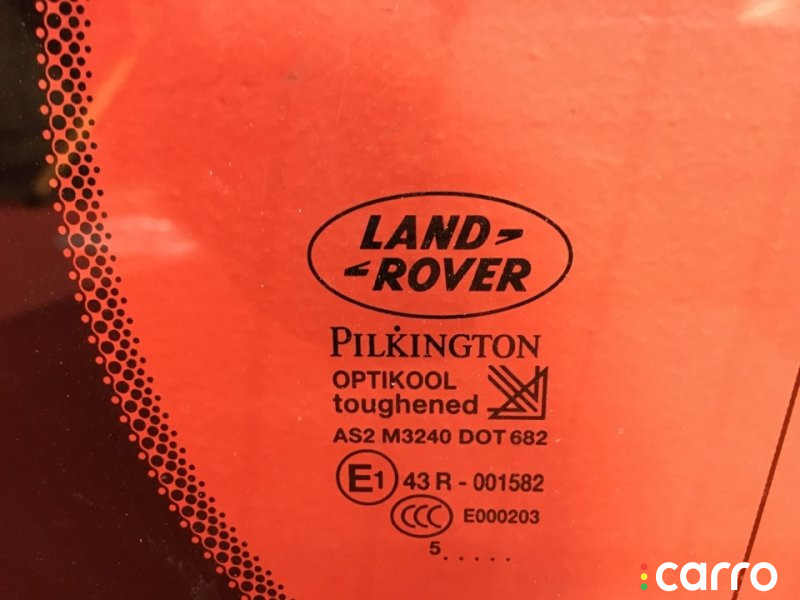 LAND
ROVER
PILKINGTON
OPTIKOOL
toughened
AS2 M3240 DOT 682
E1 43 R - 001582
CCC E000203
5.....
carro